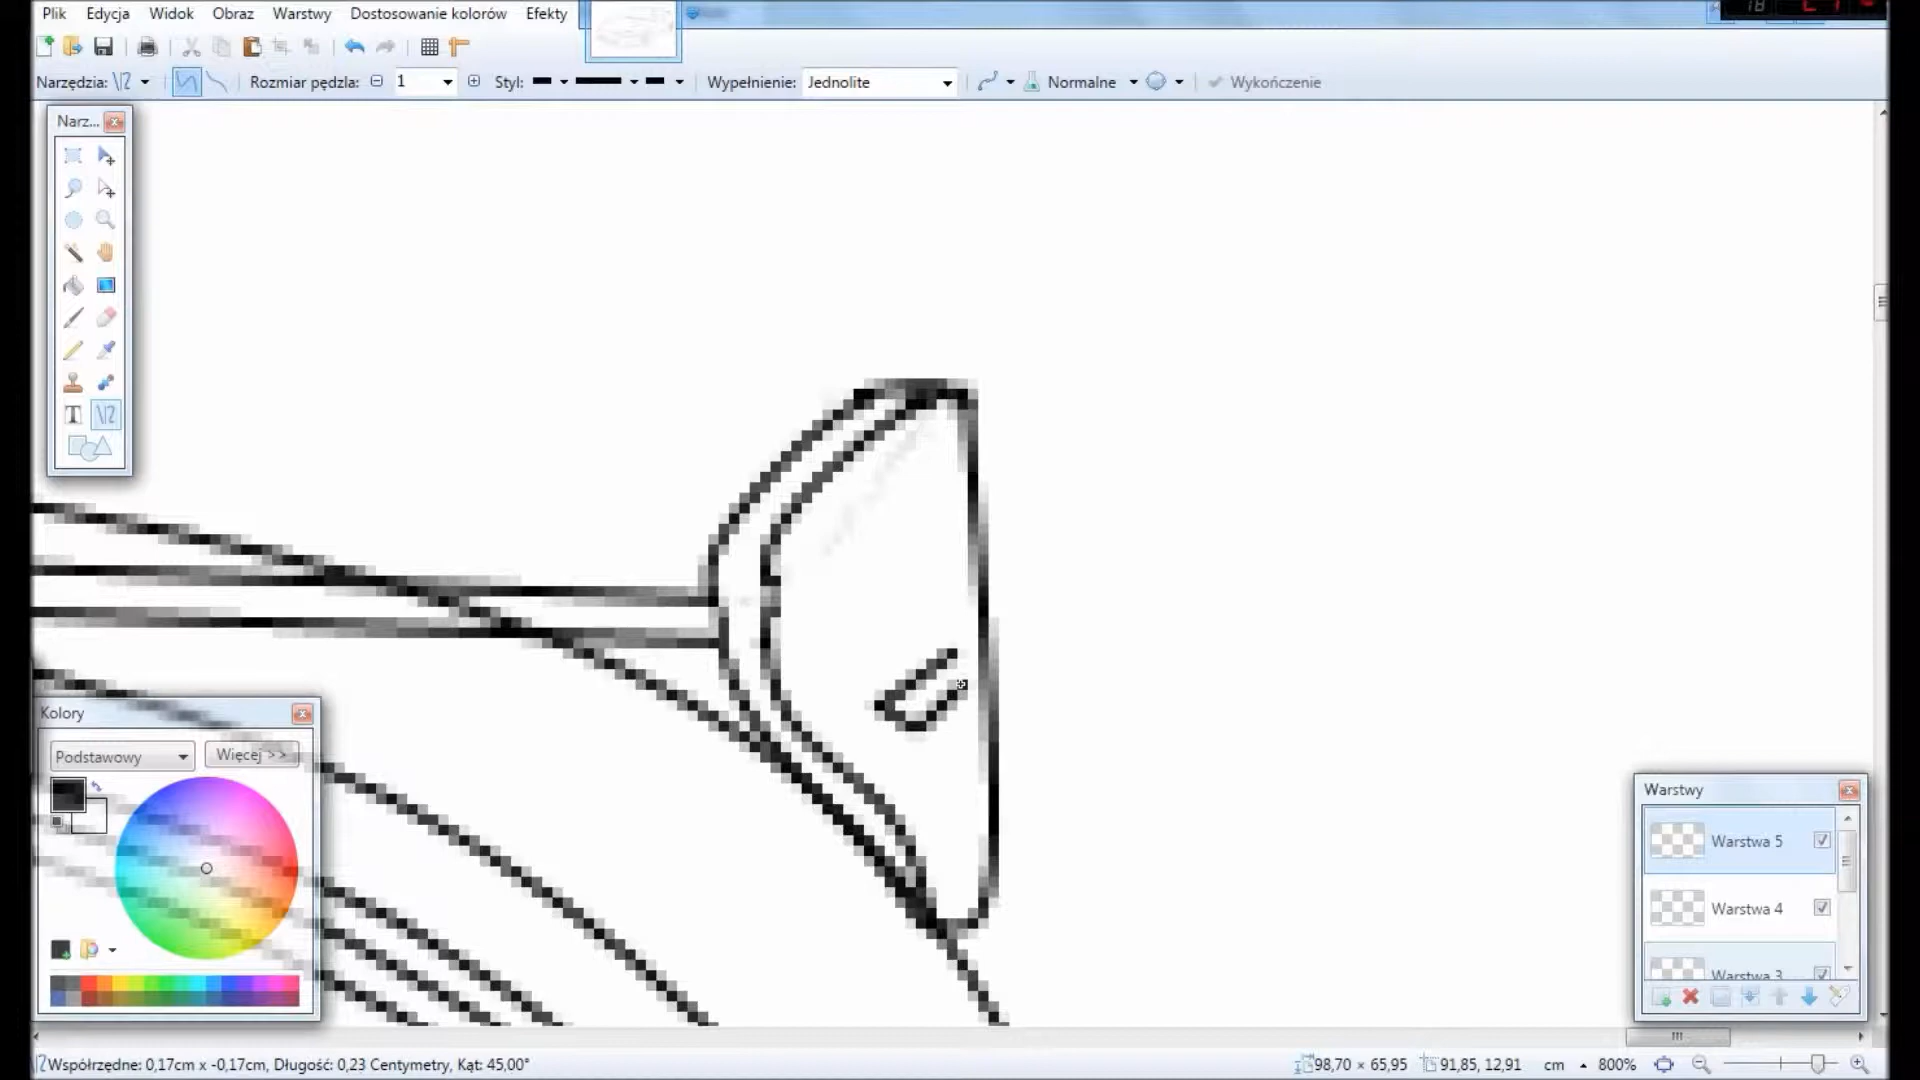 Plik Edycja Widok Obraz Warstwy Dostosowanie kolorów Efekty
18
Narzędzia: Rozmiar pędzla: 1 Styl: Wypełnienie: Jednolite Normalne Wykończenie
Narz...
Kolory
Podstawowy Więcej >>
Warstwy
Warstwa 5
Warstwa 4
Warstwa 3
Współrzędne: 0,17cm x -0,17cm, Długość: 0,23 Centymetry, Kąt: 45,00° 98,70 × 65,95 91,85, 12,91 cm 800%